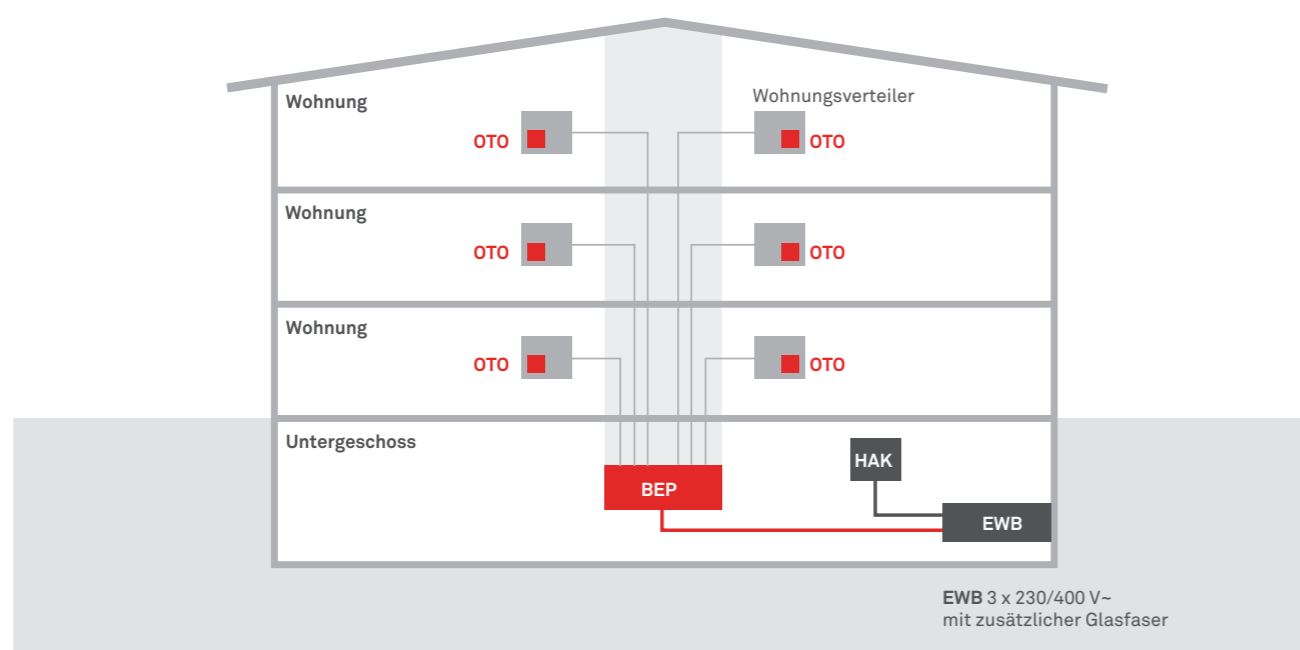 Wohnung
Wohnungsverteiler
OTO
OTO
Wohnung
OTO
OTO
Wohnung
OTO
OTO
Untergeschoss
HAK
BEP
EWB
EWB 3 x 230/400 V~
mit zusätzlicher Glasfaser